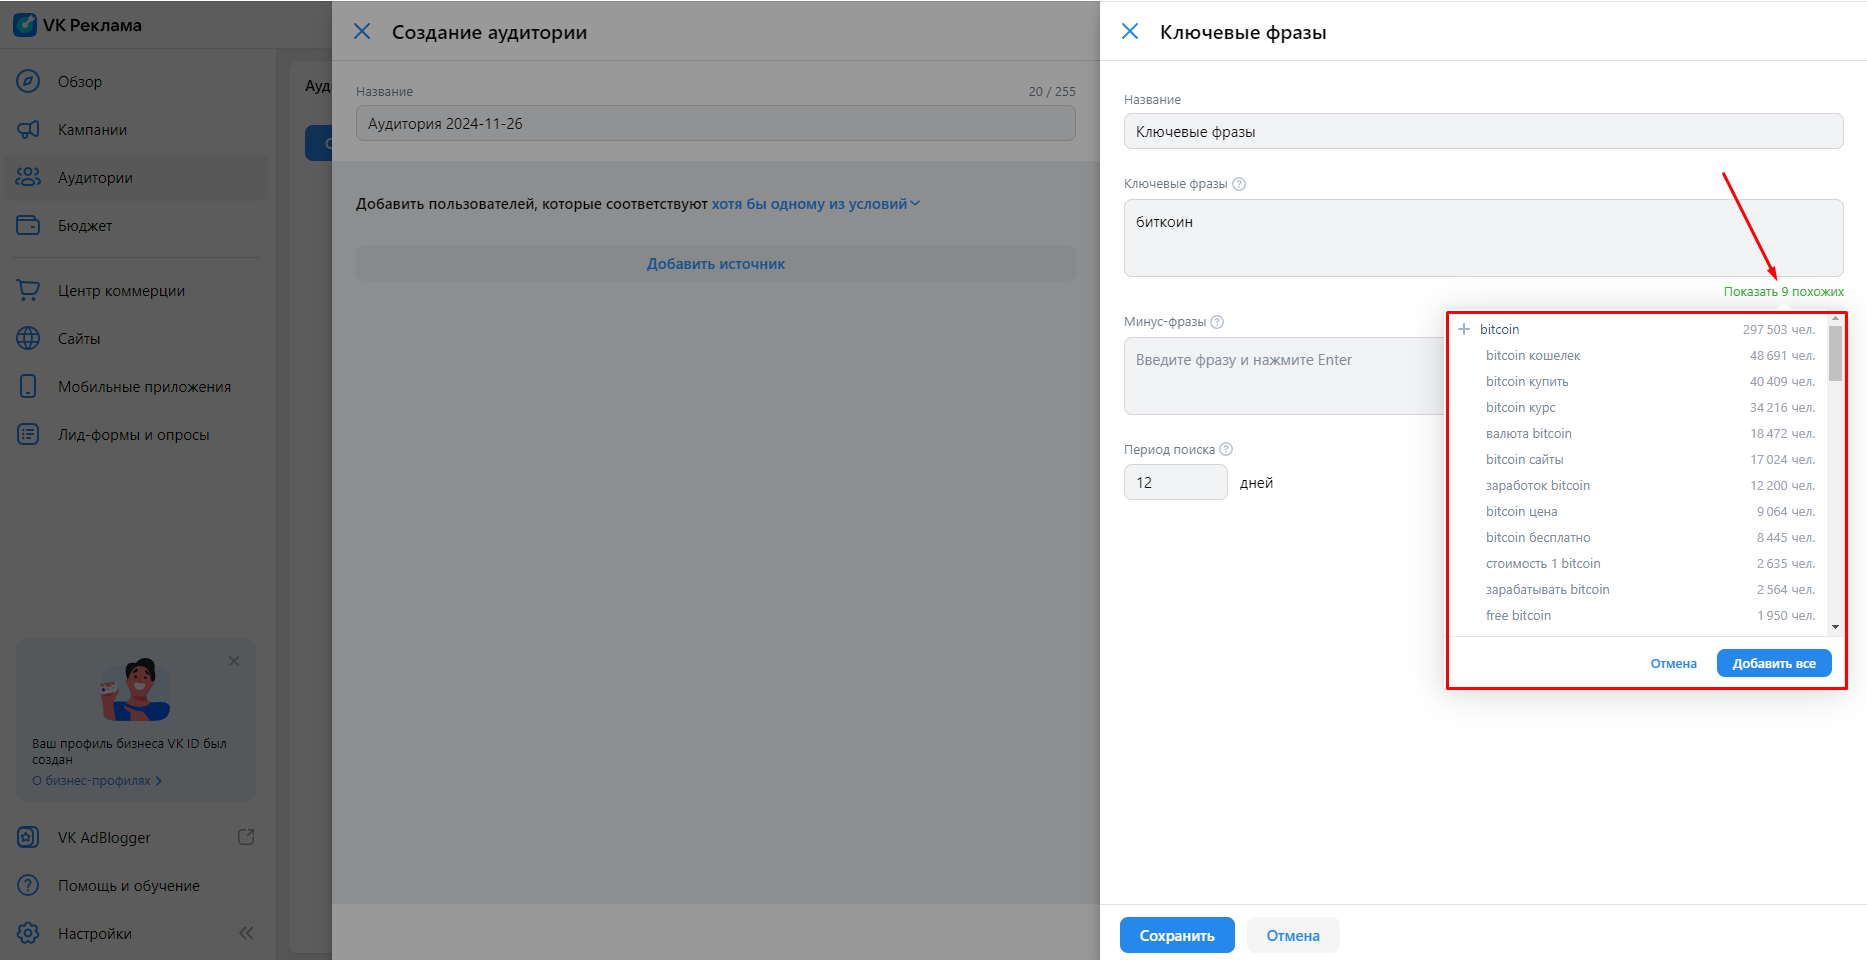 VK Реклама
Обзор
Кампании
Аудитории
Бюджет
Центр коммерции
Сайты
Мобильные приложения
Лид-формы и опросы
Ваш профиль бизнеса VK ID был
создан
О бизнес-профилях
VK AdBlogger
Помощь и обучение
Настройки
Ауд
С
Создание аудитории
Название
20 / 255
Аудитория 2024-11-26
Добавить пользователей, которые соответствуют хотя бы одному из условий
Добавить источник
Ключевые фразы
Название
Ключевые фразы
Ключевые фразы
биткоин
Показать 9 похожих
Минус-фразы
Введите фразу и нажмите Enter
Период поиска
12 дней
bitcoin 297 503 чел.
bitcoin кошелек 48 691 чел.
bitcoin купить 40 409 чел.
bitcoin курс 34 216 чел.
валюта bitcoin 18 472 чел.
bitcoin сайты 17 024 чел.
заработок bitcoin 12 200 чел.
bitcoin цена 9 064 чел.
bitcoin бесплатно 8 445 чел.
стоимость 1 bitcoin 2 635 чел.
зарабатывать bitcoin 2 564 чел.
free bitcoin 1 950 чел.
Отмена Добавить все
Сохранить Отмена